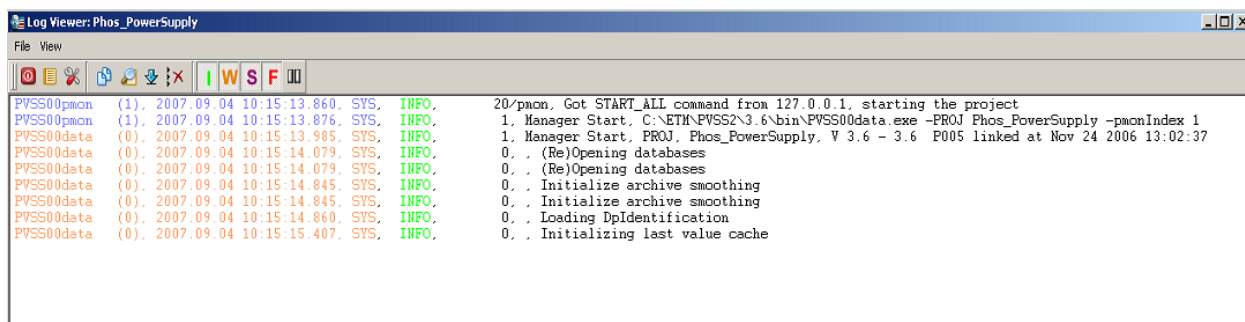 Log Viewer: Phos_PowerSupply
File View
I W S F
PVSS00pmon (1), 2007.09.04 10:15:13.860, SYS, INFO, 20/pmon, Got START_ALL command from 127.0.0.1, starting the project
PVSS00pmon (1), 2007.09.04 10:15:13.876, SYS, INFO, 1, Manager Start, C:\ETM\PVSS2\3.6\bin\PVSS00data.exe -PROJ Phos_PowerSupply -pmonIndex 1
PVSS00data (0), 2007.09.04 10:15:13.985, SYS, INFO, 1, Manager Start, PROJ, Phos_PowerSupply, V 3.6 - 3.6 P005 linked at Nov 24 2006 13:02:37
PVSS00data (0), 2007.09.04 10:15:14.079, SYS, INFO, 0, , (Re)Opening databases
PVSS00data (0), 2007.09.04 10:15:14.079, SYS, INFO, 0, , (Re)Opening databases
PVSS00data (0), 2007.09.04 10:15:14.845, SYS, INFO, 0, , Initialize archive smoothing
PVSS00data (0), 2007.09.04 10:15:14.845, SYS, INFO, 0, , Initialize archive smoothing
PVSS00data (0), 2007.09.04 10:15:14.860, SYS, INFO, 0, , Loading DpIdentification
PVSS00data (0), 2007.09.04 10:15:15.407, SYS, INFO, 0, , Initializing last value cache